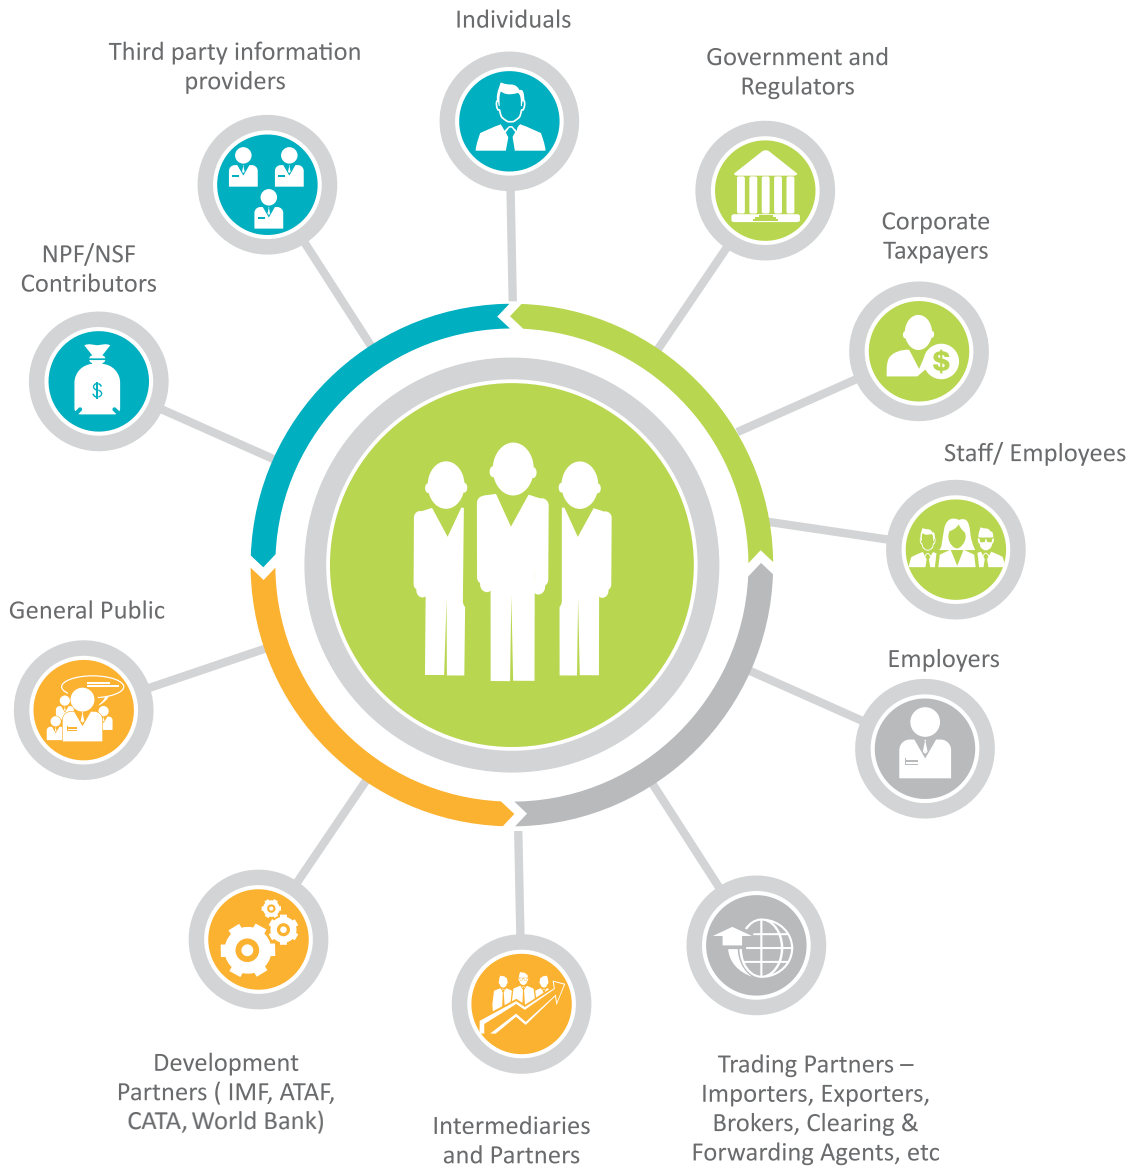 Individuals
Third party information
providers
Government and
Regulators
NPF/NSF
Contributors
$
Corporate
Taxpayers
$
Staff/ Employees
General Public
Employers
Development
Partners ( IMF, ATAF,
CATA, World Bank)
Intermediaries
and Partners
Trading Partners –
Importers, Exporters,
Brokers, Clearing &
Forwarding Agents, etc